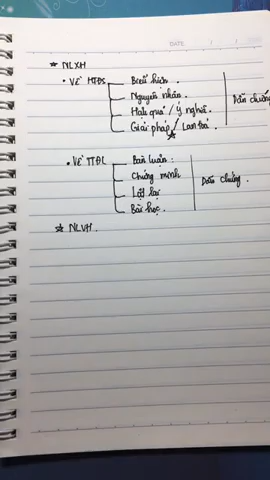 DATE
☆ NLXH
• Về HTĐS
Biểu hiện.
Nguyên nhân.
Hậu quả / Ý nghĩa.
Giải pháp / Lan toả
Dẫn chứng
• Về TTĐL
Bàn luận:
Chứng minh
Lật lại
Bài học.
Dẫn chứng.
☆ NLVH.